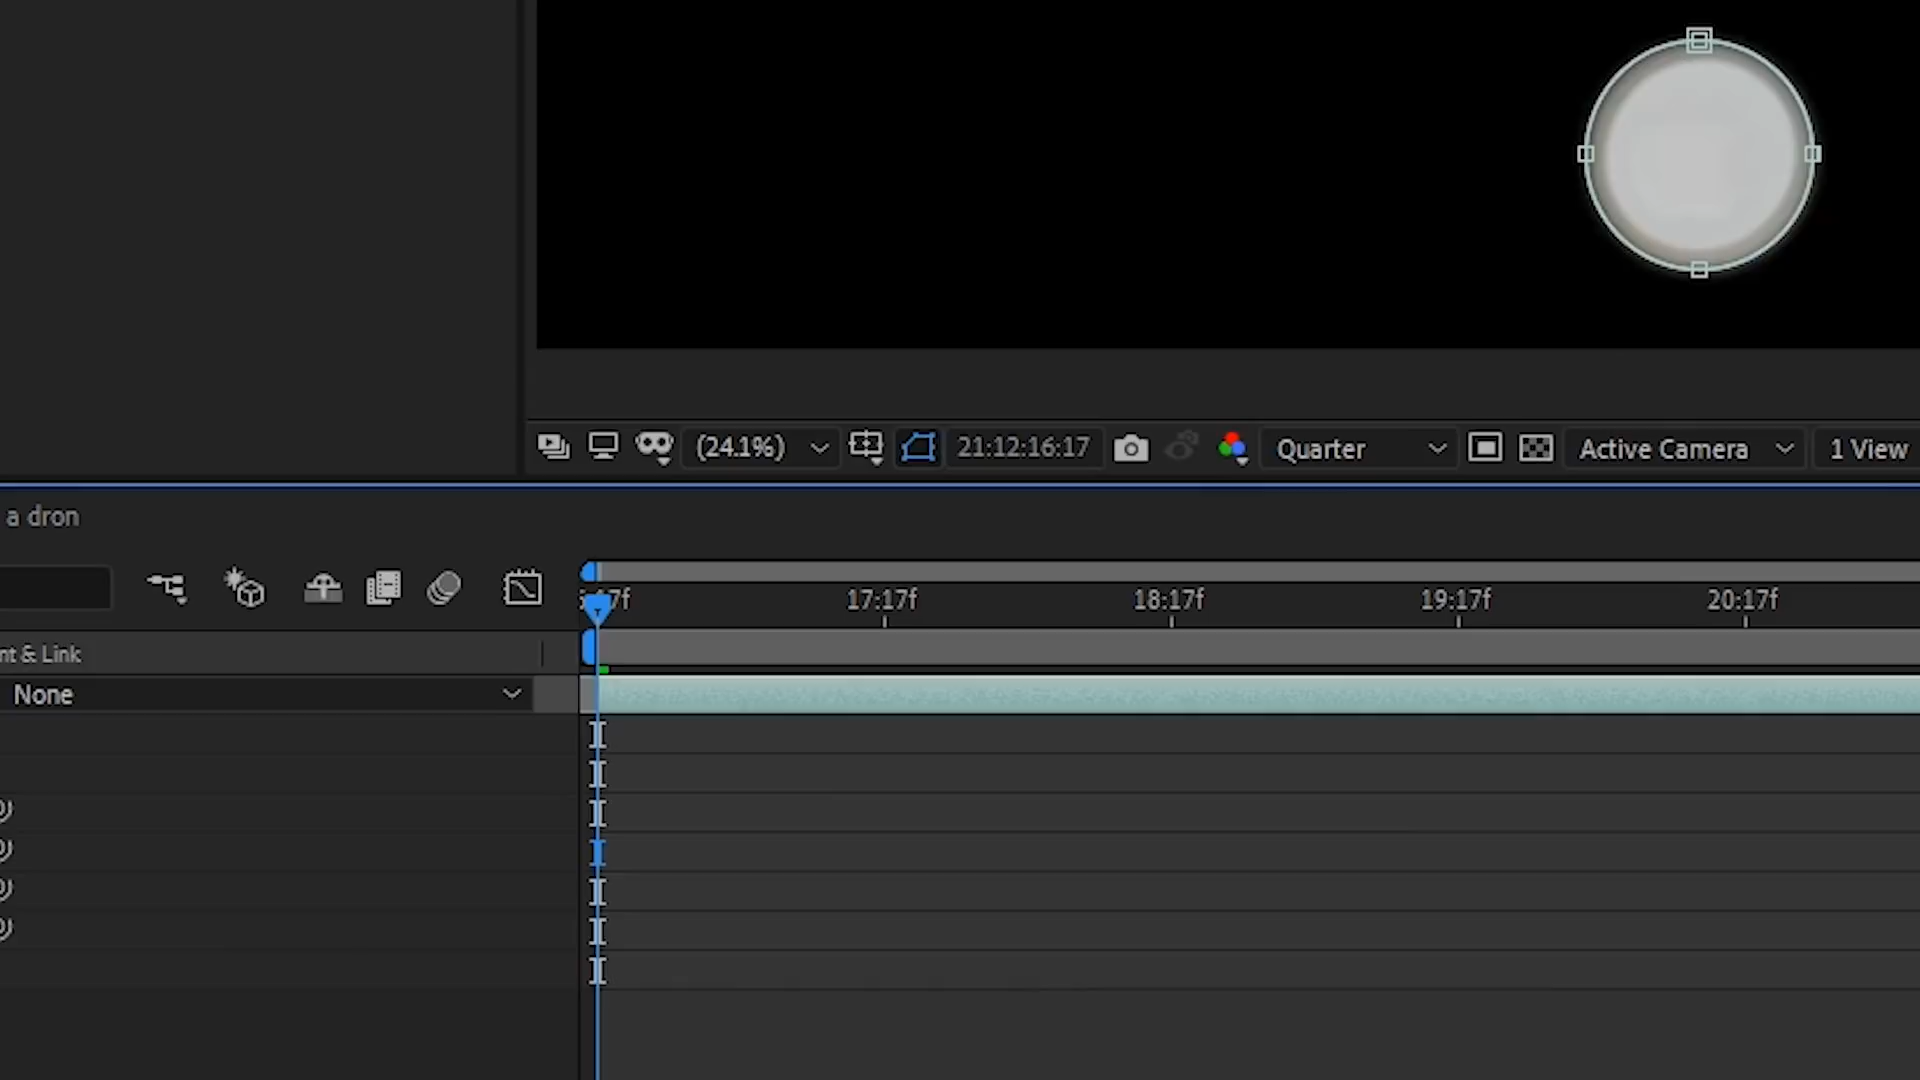 (24.1%)
21:12:16:17
Quarter
Active Camera
1 View
a dron
17:17f
18:17f
19:17f
20:17f
nt & Link
None